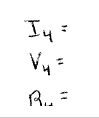 I₄ =
V₄ =
R₄ =